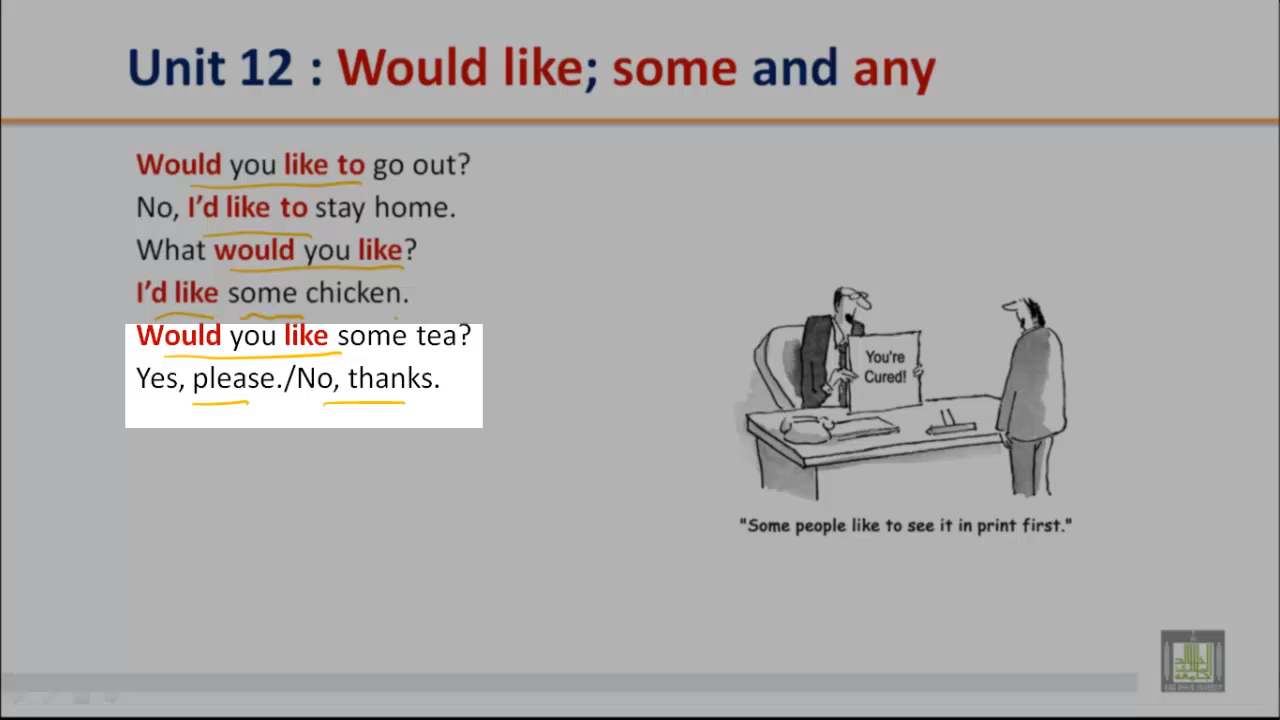 Unit 12 : Would like; some and any
Would you like to go out?
No, I'd like to stay home.
What would you like?
I'd like some chicken.
Would you like some tea?
Yes, please./No, thanks.
You're
Cured!
"Some people like to see it in print first."